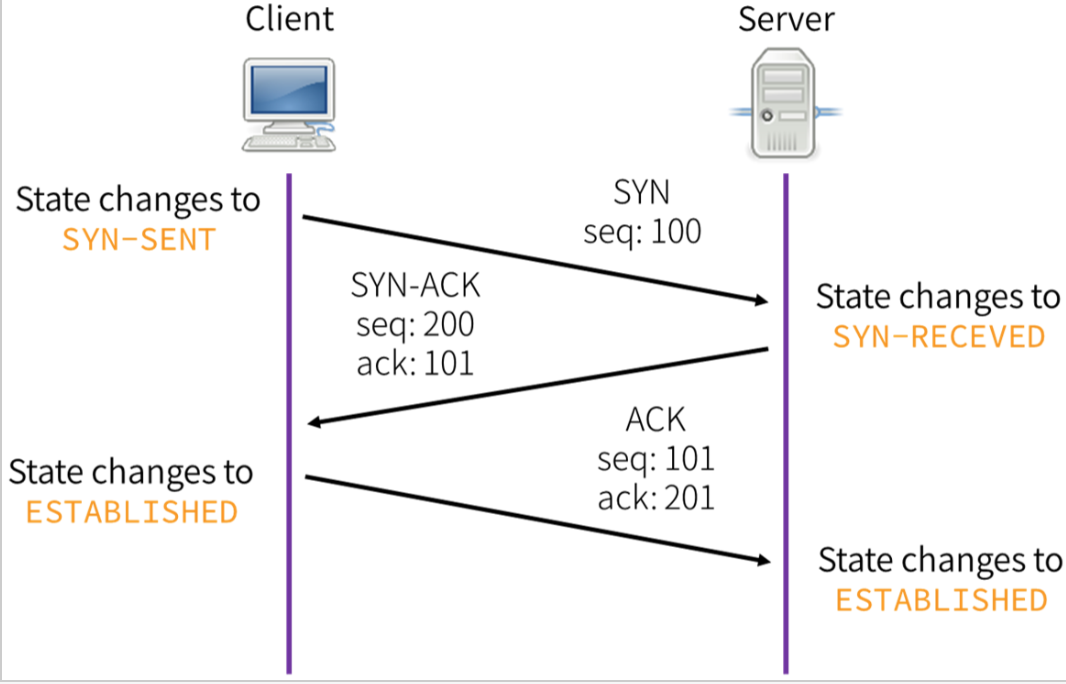 Client
Server
State changes to
SYN-SENT
SYN
seq: 100
SYN-ACK
seq: 200
ack: 101
State changes to
SYN-RECEVED
ACK
seq: 101
ack: 201
State changes to
ESTABLISHED
State changes to
ESTABLISHED